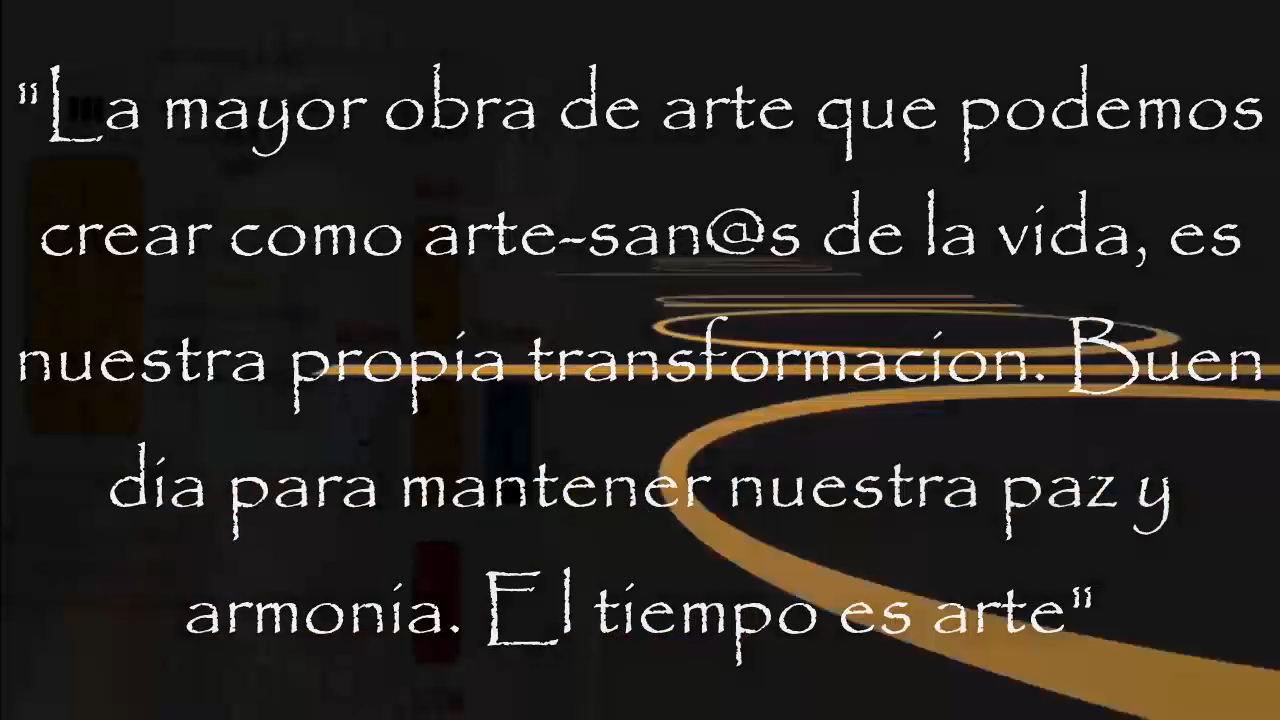 "La mayor obra de arte que podemos
crear como arte-san@s de la vida, es
nuestra propia transformacion. Buen
dia para mantener nuestra paz y
armonia. El tiempo es arte"